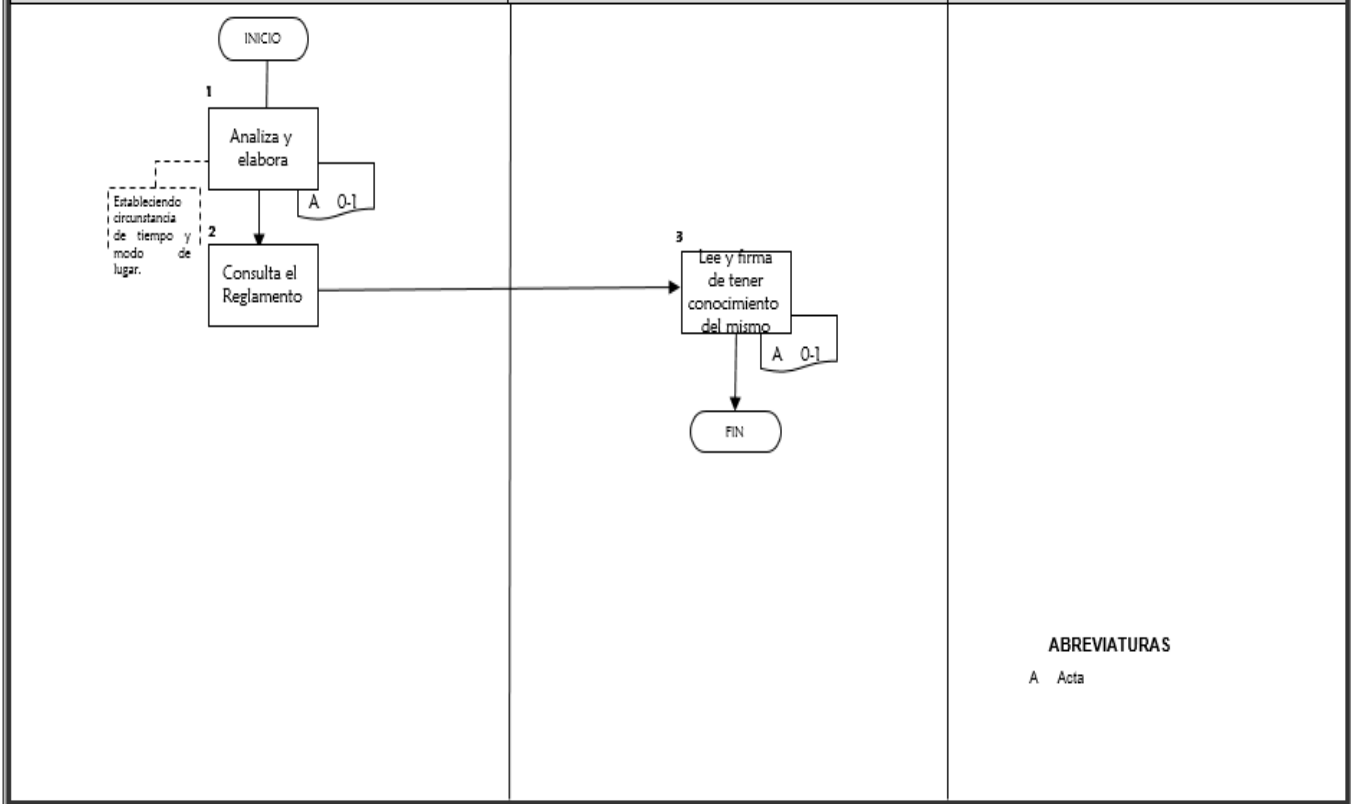 INICIO
1
Analiza y
elabora
A 0-1
Estableciendo
circunstancia
de tiempo y
modo de
lugar.
2
Consulta el
Reglamento
3
Lee y firma
de tener
conocimiento
del mismo
A 0-1
FIN
ABREVIATURAS
A Acta